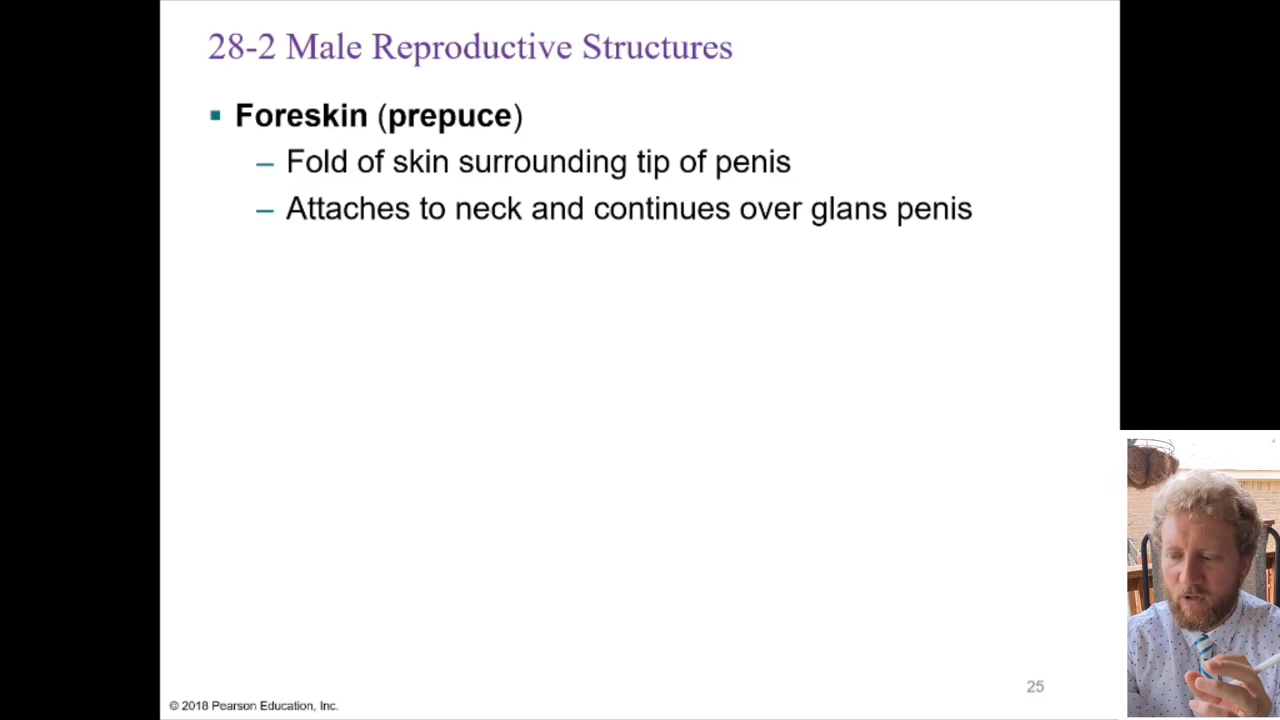 28-2 Male Reproductive Structures
▪ Foreskin (prepuce)
– Fold of skin surrounding tip of penis
– Attaches to neck and continues over glans penis
25
© 2018 Pearson Education, Inc.